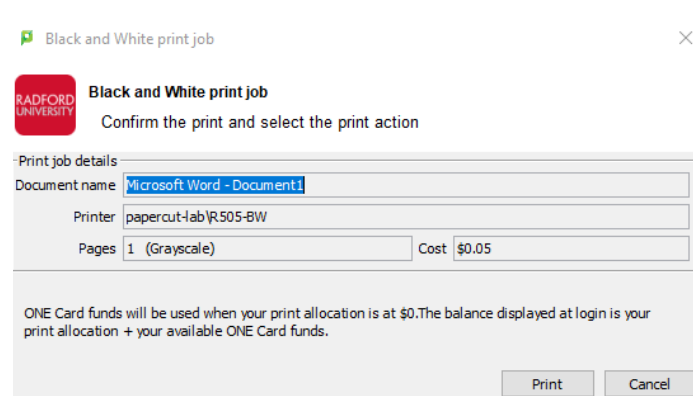 Black and White print job
RADFORD
UNIVERSITY
Black and White print job
Confirm the print and select the print action
Print job details
Document name Microsoft Word - Document1
Printer papercut-lab\R505-BW
Pages 1 (Grayscale) Cost $0.05
ONE Card funds will be used when your print allocation is at $0.The balance displayed at login is your
print allocation + your available ONE Card funds.
Print Cancel